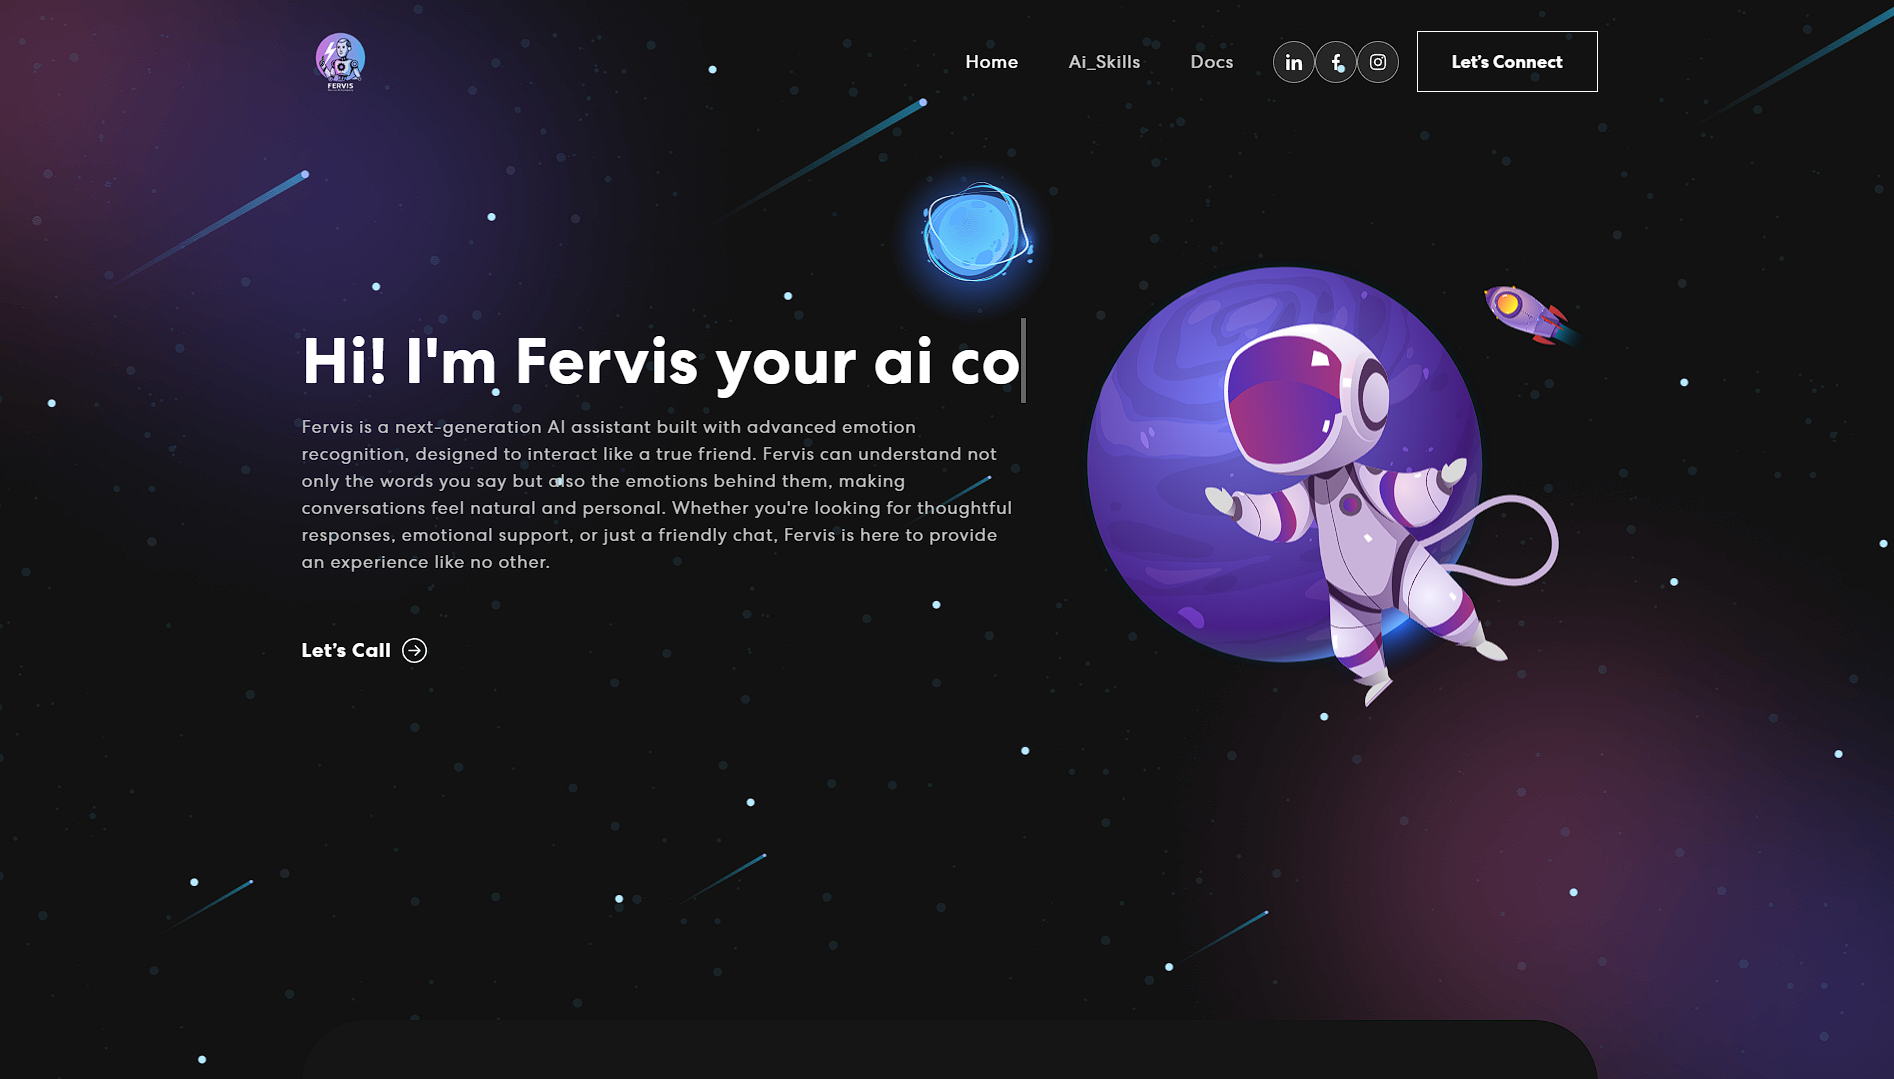 FERVIS
Home
Ai_Skills
Docs
in
f
Let's Connect
Hi! I'm Fervis your ai co
Fervis is a next-generation AI assistant built with advanced emotion
recognition, designed to interact like a true friend. Fervis can understand not
only the words you say but also the emotions behind them, making
conversations feel natural and personal. Whether you're looking for thoughtful
responses, emotional support, or just a friendly chat, Fervis is here to provide
an experience like no other.
Let's Call